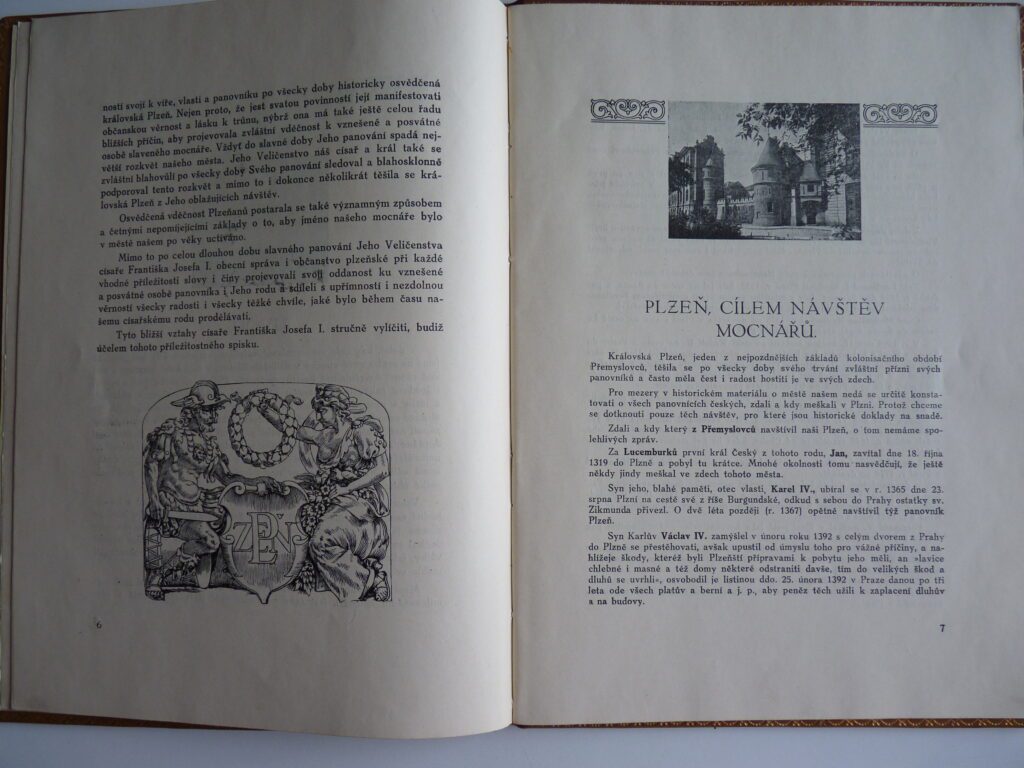 ností svojí k víře, vlasti a panovníku po všecky doby historicky osvědčená
královská Plzeň. Nejen proto, že jest svatou povinností její manifestovati
občanskou věrnost a lásku k trůnu, nýbrž ona má také ještě celou řadu
bližších příčin, aby projevovala zvláštní vděčnost k vznešené a posvátné
osobě slaveného mocnáře. Vždyť do slavné doby Jeho panování spadá nej-
větší rozkvět našeho města. Jeho Veličenstvo náš císař a král také se
zvláštní blahovůlí po všecky doby Svého panování sledoval a blahosklonně
podporoval tento rozkvět a mimo to i dokonce několikrát těšila se krá-
lovská Plzeň z Jeho oblažujících návštěv.
Osvědčená vděčnost Plzeňanů postarala se také významným způsobem
a četnými nepomíjejícími základy o to, aby jméno našeho mocnáře bylo
v městě našem po věky uctíváno.
Mimo to po celou dlouhou dobu slavného panování Jeho Veličenstva
císaře Františka Josefa I. obecní správa i občanstvo plzeňské při každé
vhodné příležitosti slovy i činy projevovali svoji oddanost ku vznešené
a posvátné osobě panovníka i Jeho rodu a sdíleli s upřímností i nezdolnou
věrností všecky radosti i všecky těžké chvíle, jaké bylo během času na-
šemu císařskému rodu prodělávati.
Tyto bližší vztahy císaře Františka Josefa I. stručně vylíčiti, budiž
účelem tohoto příležitostného spisku.
6
PLZEŇ, CÍLEM NÁVŠTĚV
MOCNÁŘŮ.
Královská Plzeň, jeden z nejpozdnějších základů kolonisačního období
Přemyslovců, těšila se po všecky doby svého trvání zvláštní přízni svých
panovníků a často měla čest i radost hostiti je ve svých zdech.
Pro mezery v historickém materiálu o městě našem nedá se určitě konsta-
tovati o všech panovnících českých, zdali a kdy meškali v Plzni. Protož chceme
se dotknouti pouze těch návštěv, pro které jsou historické doklady na snadě.
Zdali a kdy který z Přemyslovců navštívil naši Plzeň, o tom nemáme spo-
lehlivých zpráv.
Za Lucemburků první král Český z tohoto rodu, Jan, zavítal dne 18. října
1319 do Plzně a pobyl tu krátce. Mnohé okolnosti tomu nasvědčují, že ještě
někdy jindy meškal ve zdech tohoto města.
Syn jeho, blahé paměti, otec vlasti, Karel IV., ubíral se v r. 1365 dne 23.
srpna Plzní na cestě své z říše Burgundské, odkud s sebou do Prahy ostatky sv.
Zikmunda přivezl. O dvě léta později (r. 1367) opětně navštívil týž panovník
Plzeň.
Syn Karlův Václav IV. zamýšlel v únoru roku 1392 s celým dvorem z Prahy
do Plzně se přestěhovati, avšak upustil od úmyslu toho pro vážné příčiny, a na-
hlížeje škody, kteréž byli Plzeňští přípravami k pobytu jeho měli, an »lavice
chlebné i masné a též domy některé odstraniti davše, tím do velikých škod a
dluhů se uvrhli«, osvobodil je listinou ddo. 25. února 1392 v Praze danou po tři
leta ode všech platův a berní a j. p., aby peněz těch užili k zaplacení dluhův
a na budovy.
7